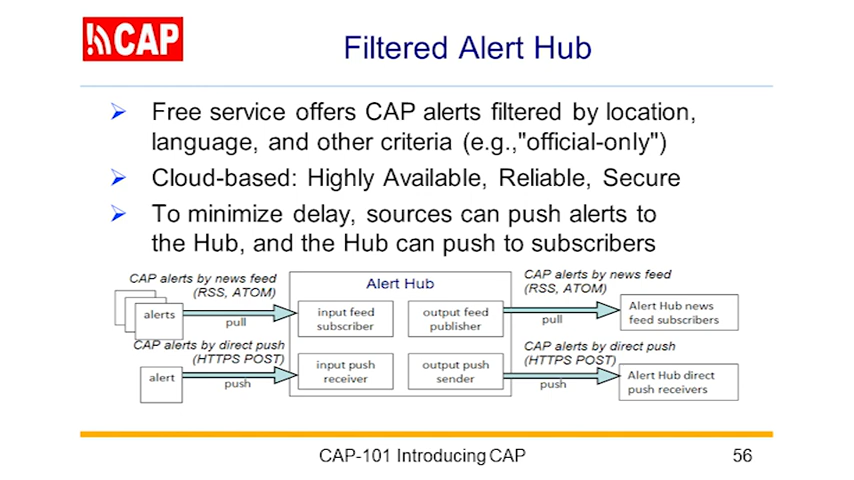 CAP
Filtered Alert Hub
Free service offers CAP alerts filtered by location,
language, and other criteria (e.g.,"official-only")
Cloud-based: Highly Available, Reliable, Secure
To minimize delay, sources can push alerts to
the Hub, and the Hub can push to subscribers
CAP alerts by news feed
(RSS, ATOM)
alerts
pull
CAP alerts by direct push
(HTTPS POST)
alert
push
Alert Hub
input feed
subscriber
output feed
publisher
input push
receiver
output push
sender
CAP alerts by news feed
(RSS, ATOM)
pull
Alert Hub news
feed subscribers
CAP alerts by direct push
(HTTPS POST)
push
Alert Hub direct
push receivers
CAP-101 Introducing CAP
56